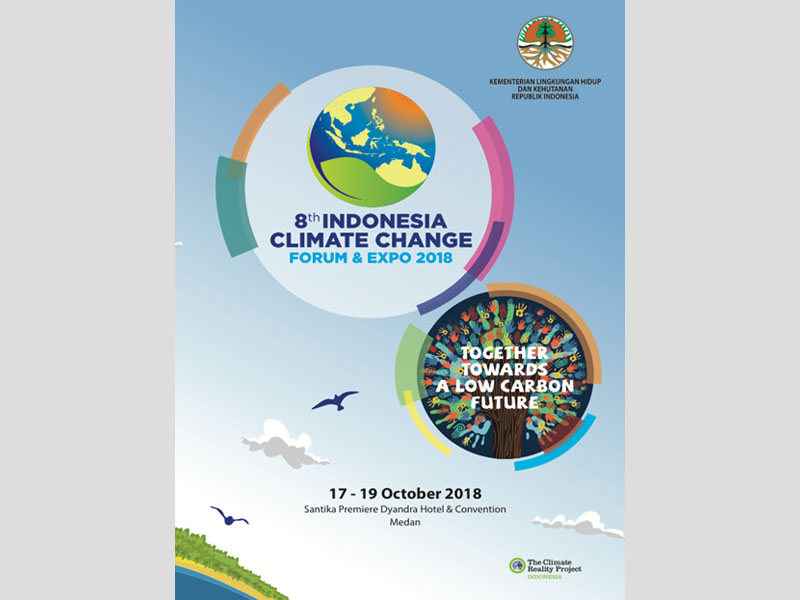 KEMENTERIAN LINGKUNGAN HIDUP
DAN KEHUTANAN
REPUBLIK INDONESIA
8th INDONESIA
CLIMATE CHANGE
FORUM & EXPO 2018
TOGETHER
TOWARDS
A LOW CARBON
FUTURE
17 - 19 October 2018
Santika Premiere Dyandra Hotel & Convention
Medan
The Climate
Reality Project
INDONESIA